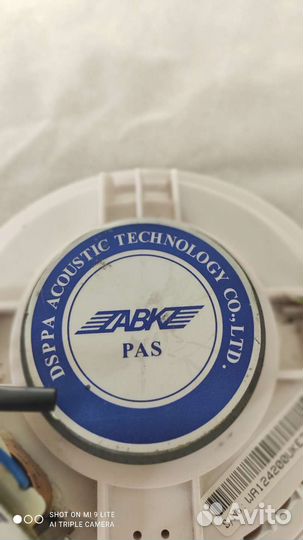 DSPPA ACOUSTIC TECHNOLOGY CO., LTD.
ABK
PAS
SHOT ON MI 9 LITE
AI TRIPLE CAMERA
Avito